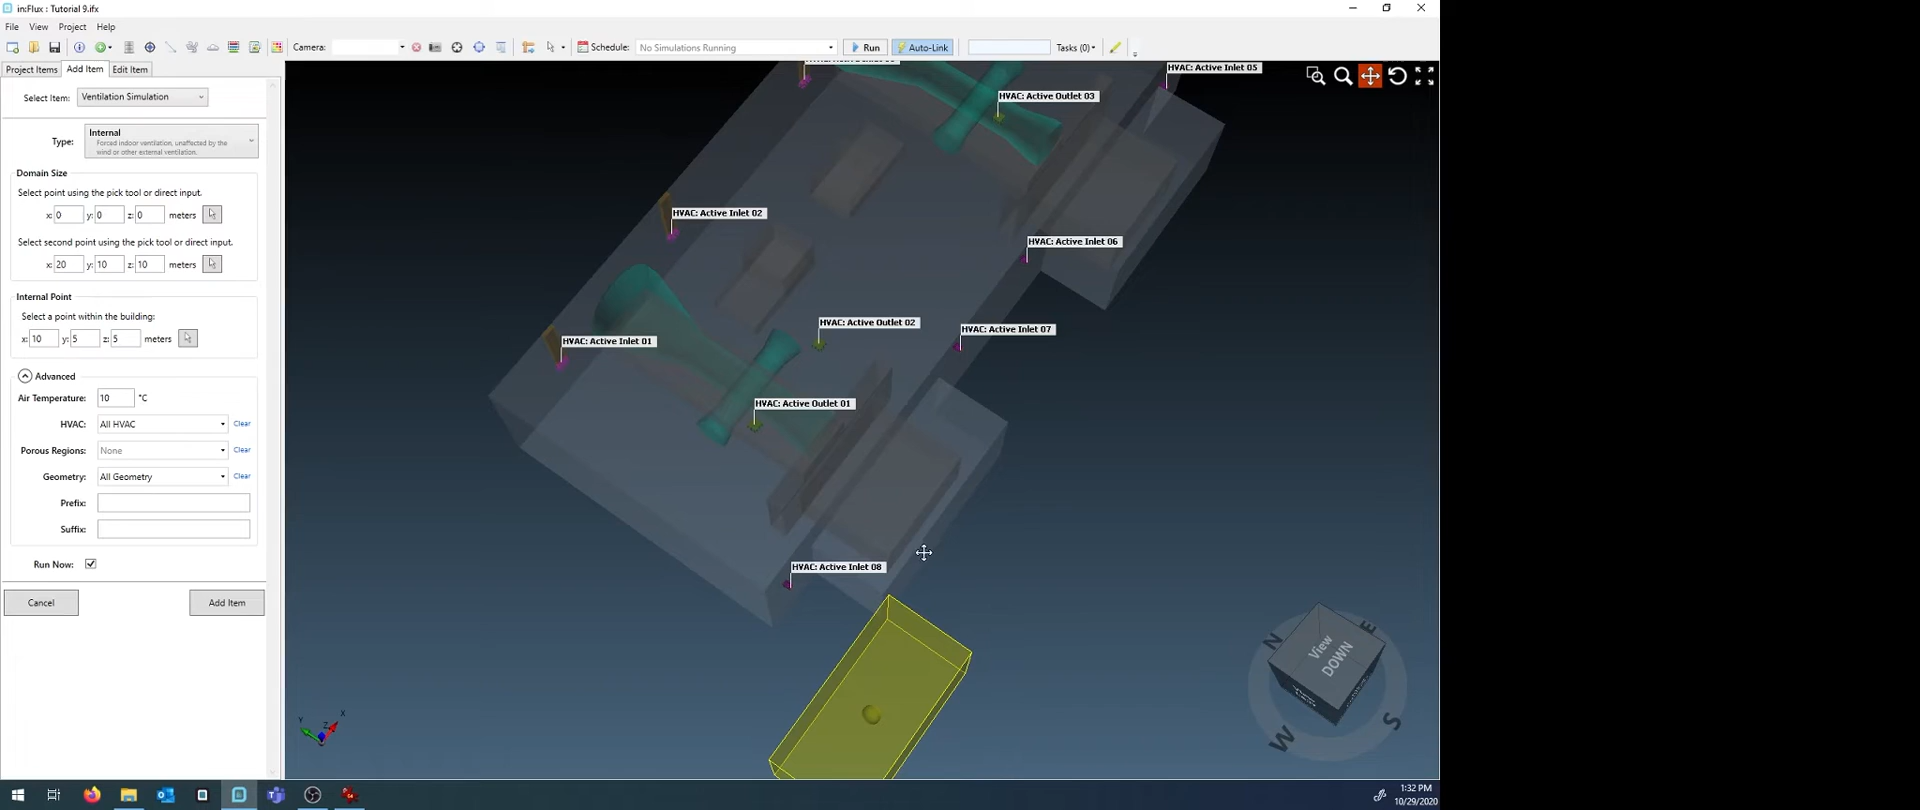 in:Flux : Tutorial 9.ifx
File View Project Help
Camera:
Schedule: No Simulations Running
Run
Auto-Link
Tasks (0)
Project Items Add Item Edit Item
Select Item: Ventilation Simulation
Type: Internal
Forced indoor ventilation, unaffected by the
wind or other external ventilation.
Domain Size
Select point using the pick tool or direct input.
x: 0 y: 0 z: 0 meters
Select second point using the pick tool or direct input.
x: 20 y: 10 z: 10 meters
Internal Point
Select a point within the building:
x: 10 y: 5 z: 5 meters
Advanced
Air Temperature: 10 °C
HVAC: All HVAC Clear
Porous Regions: None Clear
Geometry: All Geometry Clear
Prefix:
Suffix:
Run Now:
Cancel Add Item
HVAC: Active Inlet 05
HVAC: Active Outlet 03
HVAC: Active Inlet 02
HVAC: Active Inlet 06
HVAC: Active Outlet 02
HVAC: Active Inlet 07
HVAC: Active Inlet 01
HVAC: Active Outlet 01
HVAC: Active Inlet 08
N
E
View
DOWN
W
S
Y
Z
X
1:32 PM
10/29/2020